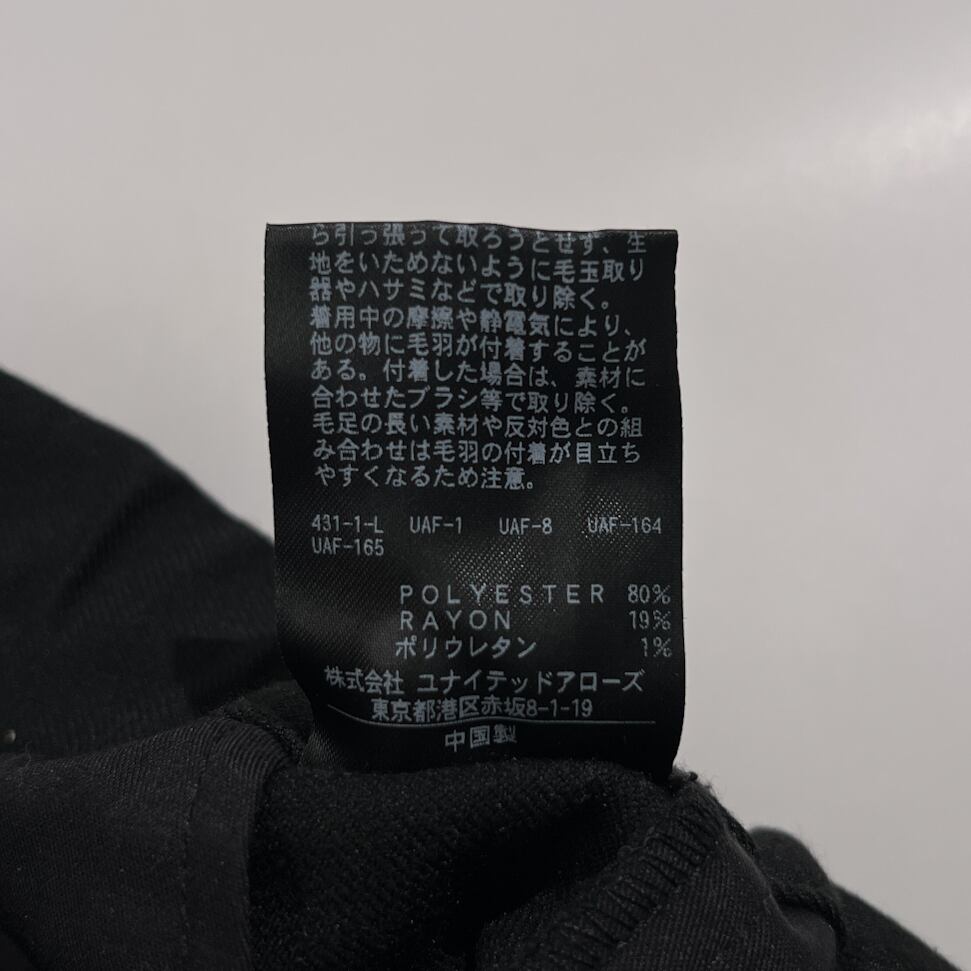 ら引っ張って取ろうとせず、生
地をいためないように毛玉取り
器やハサミなどで取り除く。
着用中の摩擦や静電気により、
他の物に毛羽が付着することが
ある。付着した場合は、素材に
合わせたブラシ等で取り除く。
毛足の長い素材や反対色との組
み合わせは毛羽の付着が目立ち
やすくなるため注意。
431-1-L UAF-1 UAF-8 UAF-164
UAF-165
POLYESTER 80%
RAYON 19%
ポリウレタン 1%
株式会社 ユナイテッドアローズ
東京都港区赤坂8-1-19
中国製